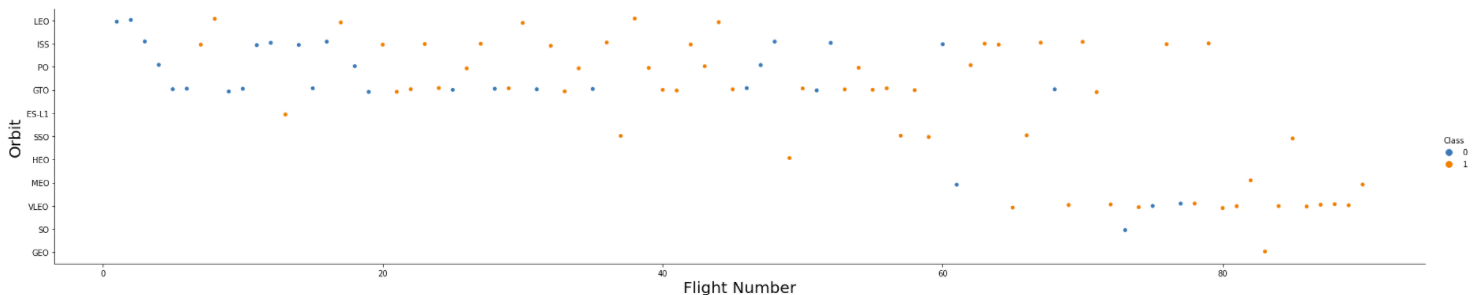 LEO
ISS
PO
GTO
ES-L1
SSO
HEO
MEO
VLEO
SO
GEO
Orbit
0 20 40 60 80
Flight Number
Class
0
1